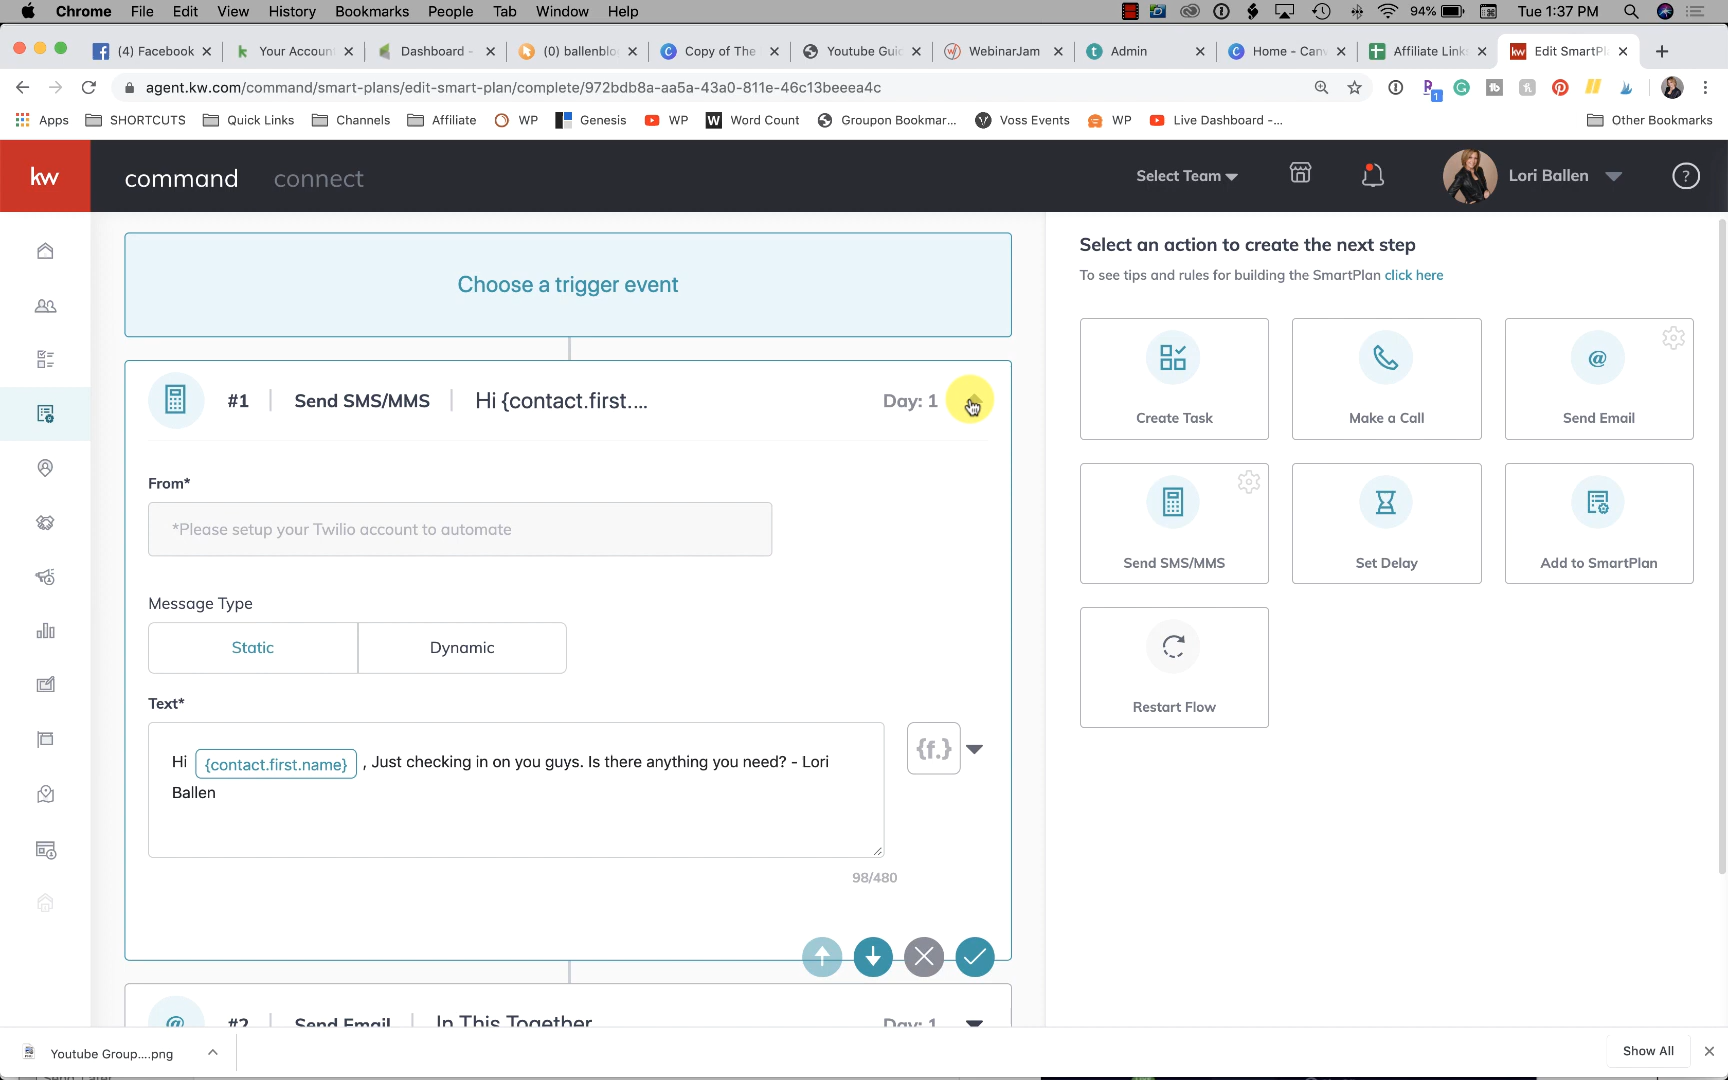 Chrome File Edit View History Bookmarks People Tab Window Help 94% Tue 1:37 PM
(4) Facebook Your Accoun Dashboard - (0) ballenblo Copy of The Youtube Guid WebinarJam Admin Home - Canv Affiliate Link Edit SmartPl
agent.kw.com/command/smart-plans/edit-smart-plan/complete/972bdb8a-aa5a-43a0-811e-46c13beeea4c
Apps SHORTCUTS Quick Links Channels Affiliate WP Genesis WP Word Count Groupon Bookmar... Voss Events WP Live Dashboard -... Other Bookmarks
kw command connect Select Team Lori Ballen ?
Choose a trigger event
#1 Send SMS/MMS Hi {contact.first.... Day: 1
From*
*Please setup your Twilio account to automate
Message Type
Static Dynamic
Text*
Hi {contact.first.name} , Just checking in on you guys. Is there anything you need? - Lori
Ballen
{f.}
98/480
#2 Send Email In This Together Day: 1
Select an action to create the next step
To see tips and rules for building the SmartPlan click here
Create Task Make a Call Send Email
Send SMS/MMS Set Delay Add to SmartPlan
Restart Flow
Youtube Group....png Show All